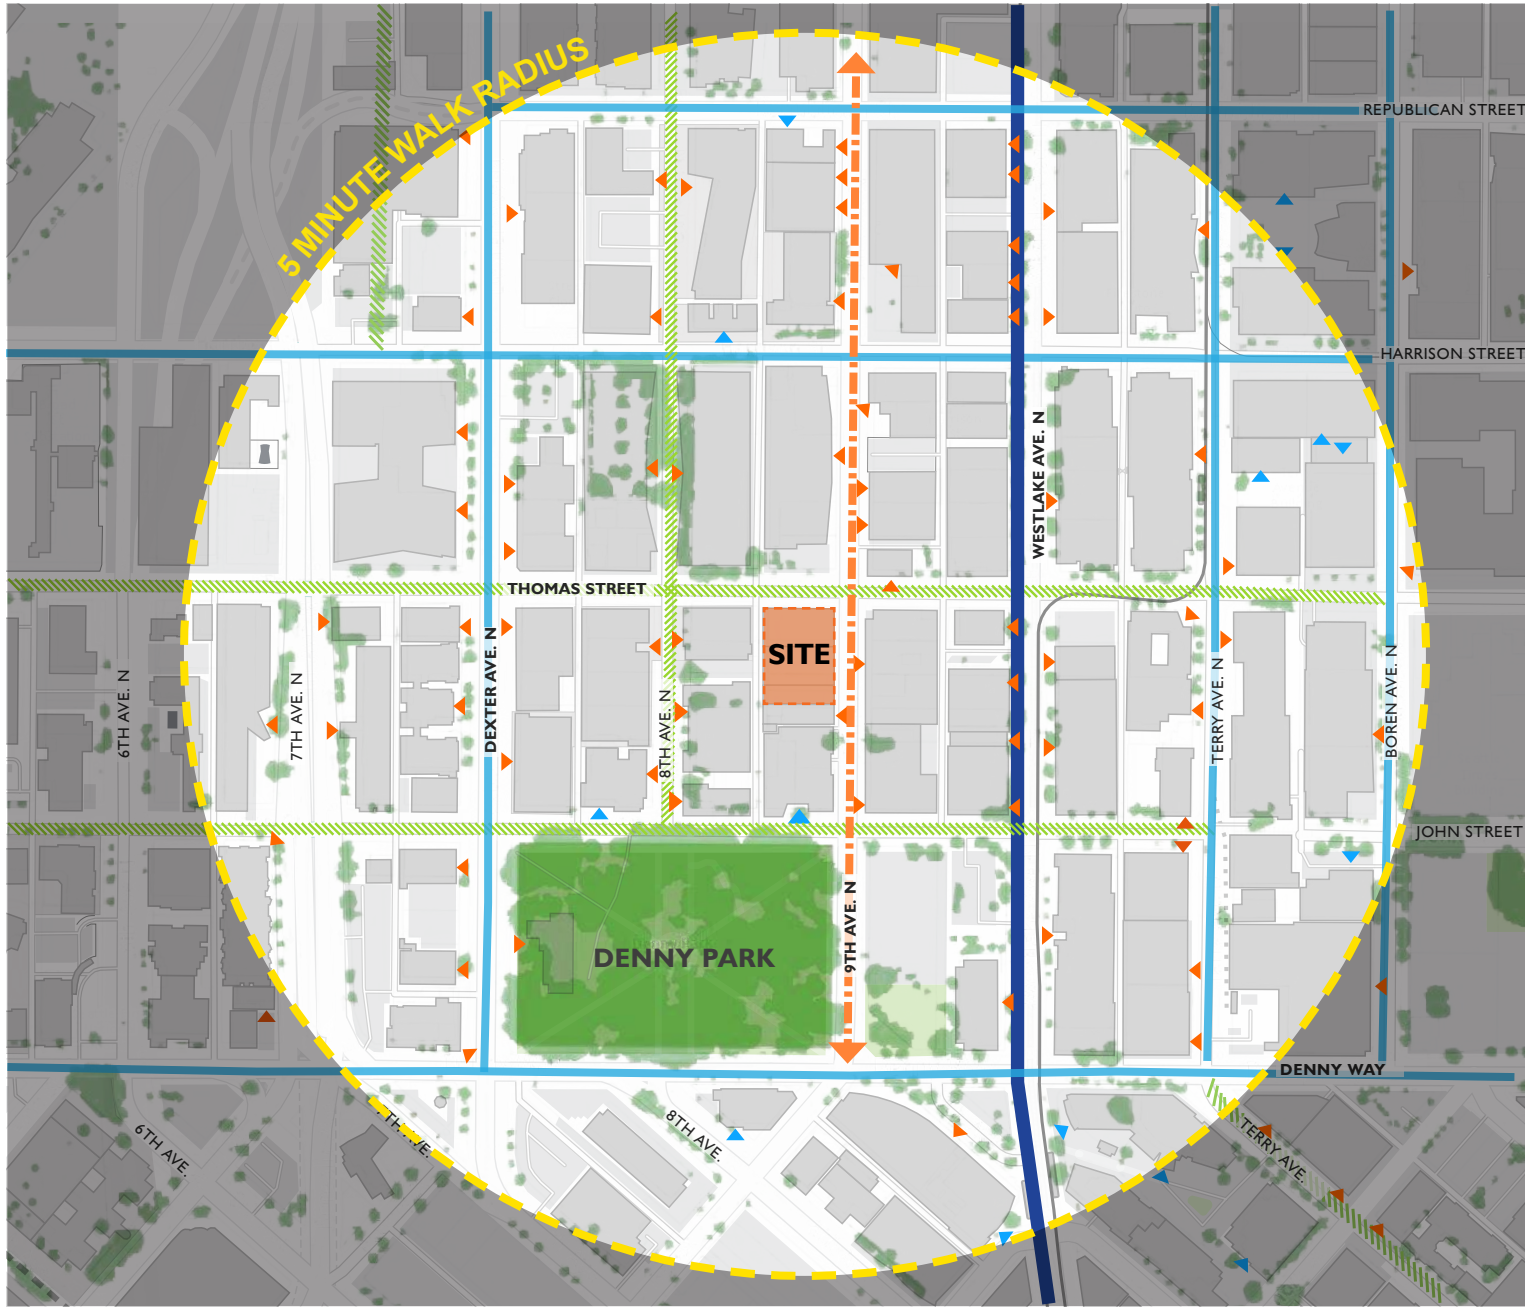 5 MINUTE WALK RADIUS
REPUBLICAN STREET
HARRISON STREET
WESTLAKE AVE. N
THOMAS STREET
SITE
6TH AVE. N
7TH AVE. N
DEXTER AVE. N
8TH AVE. N
TERRY AVE. N
BOREN AVE. N
JOHN STREET
9TH AVE. N
DENNY PARK
DENNY WAY
6TH AVE.
7TH AVE.
8TH AVE.
TERRY AVE.